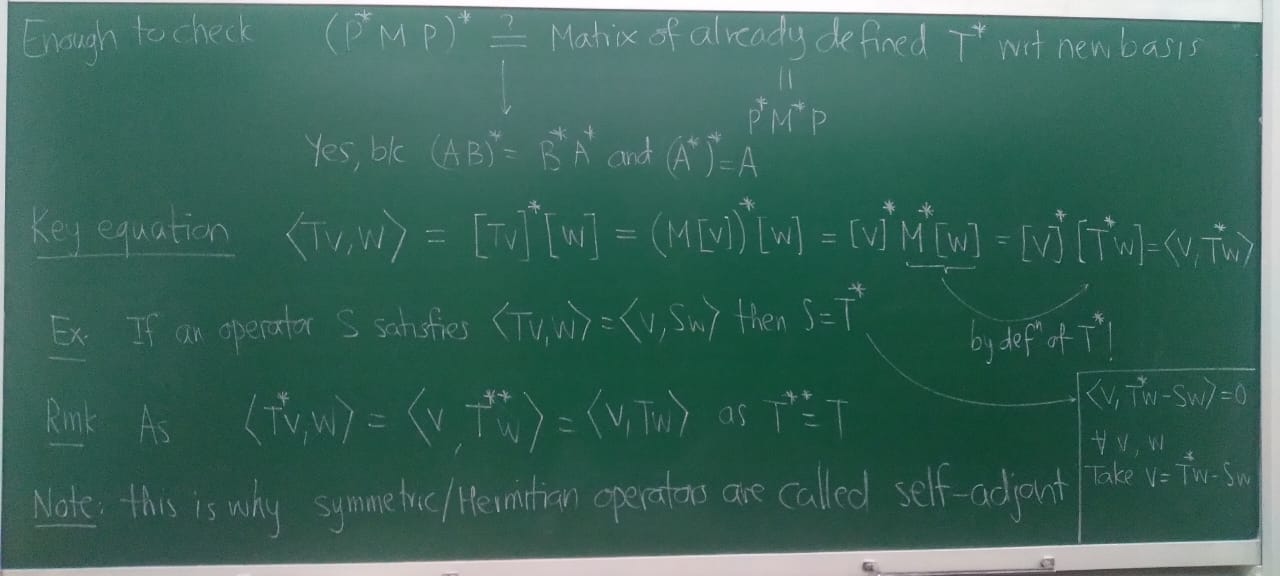 Enough to check (P*MP)* ?= Matrix of already defined T* wrt new basis
||
P*M*P
Yes, b/c (AB)* = B*A* and (A*)* = A
Key equation ⟨Tv,w⟩ = [Tv]*[w] = (M[v])*[w] = [v]*M*[w] = [v]*[T*w] = ⟨v,T*w⟩
Ex. If an operator S satisfies ⟨Tv,w⟩ = ⟨v,Sw⟩ then S = T*
by defⁿ of T*!
Rmk As ⟨T*v,w⟩ = ⟨v,T**w⟩ = ⟨v,Tw⟩ as T** = T
⟨v,T*w-Sw⟩=0
∀ v, w
Take v = T*w-Sw
Note: this is why symmetric/Hermitian operators are called self-adjont